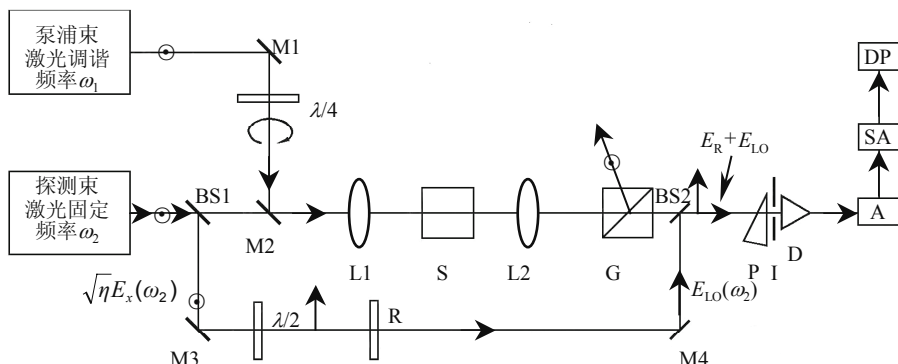 泵浦束
激光调谐
频率ω₁
M1
λ/4
DP
SA
E_R+E_LO
探测束
激光固定
频率ω₂
BS1
M2
L1
S
L2
G
BS2
P
I
D
A
√ηE_x(ω₂)
E_LO(ω₂)
λ/2
R
M3
M4